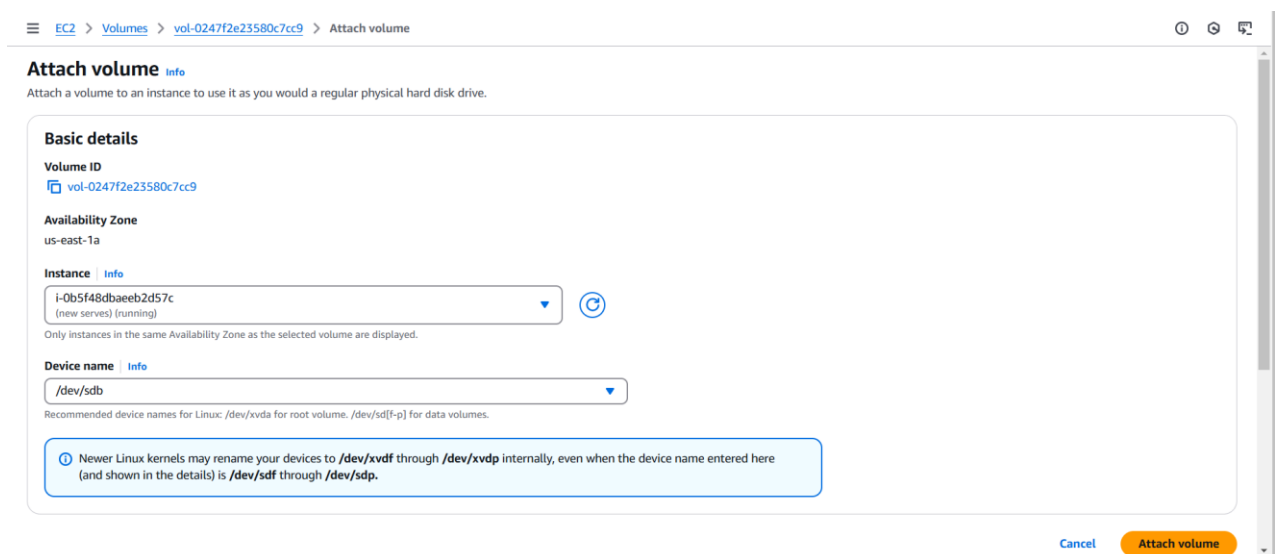 EC2 > Volumes > vol-0247f2e23580c7cc9 > Attach volume
Attach volume Info
Attach a volume to an instance to use it as you would a regular physical hard disk drive.
Basic details
Volume ID
vol-0247f2e23580c7cc9
Availability Zone
us-east-1a
Instance | Info
i-0b5f48dbaeeb2d57c
(new serves) (running)
Only instances in the same Availability Zone as the selected volume are displayed.
Device name | Info
/dev/sdb
Recommended device names for Linux: /dev/xvda for root volume. /dev/sd[f-p] for data volumes.
Newer Linux kernels may rename your devices to /dev/xvdf through /dev/xvdp internally, even when the device name entered here
(and shown in the details) is /dev/sdf through /dev/sdp.
Cancel Attach volume